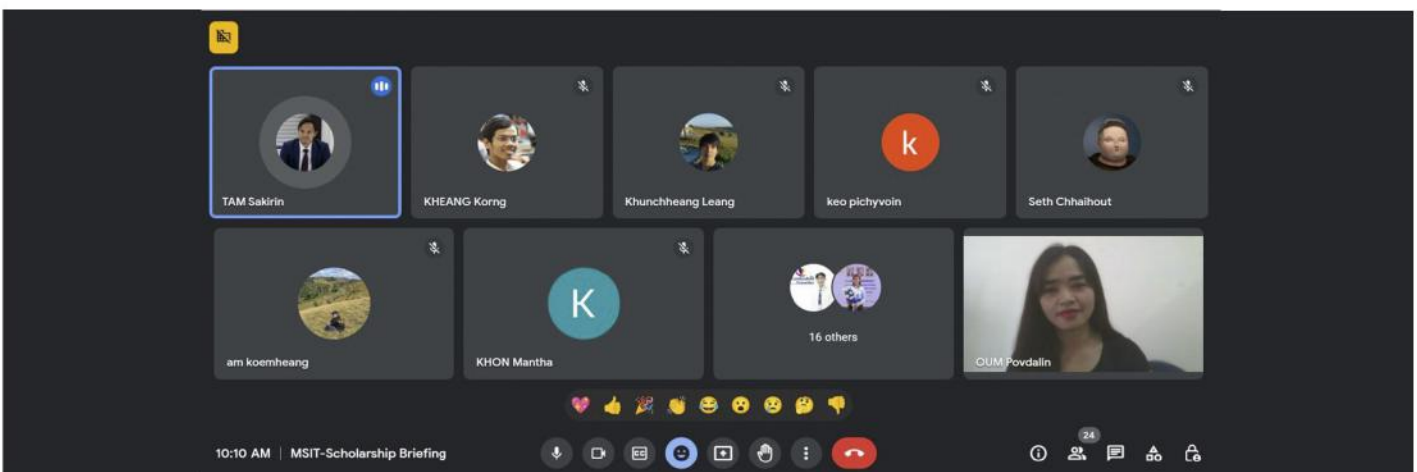 TAM Sakirin
KHEANG Korng
Khunchheang Leang
k
keo pichyvoin
Seth Chhaihout
am koemheang
K
KHON Mantha
16 others
OUM Povdalin
10:10 AM | MSIT-Scholarship Briefing
CC
24